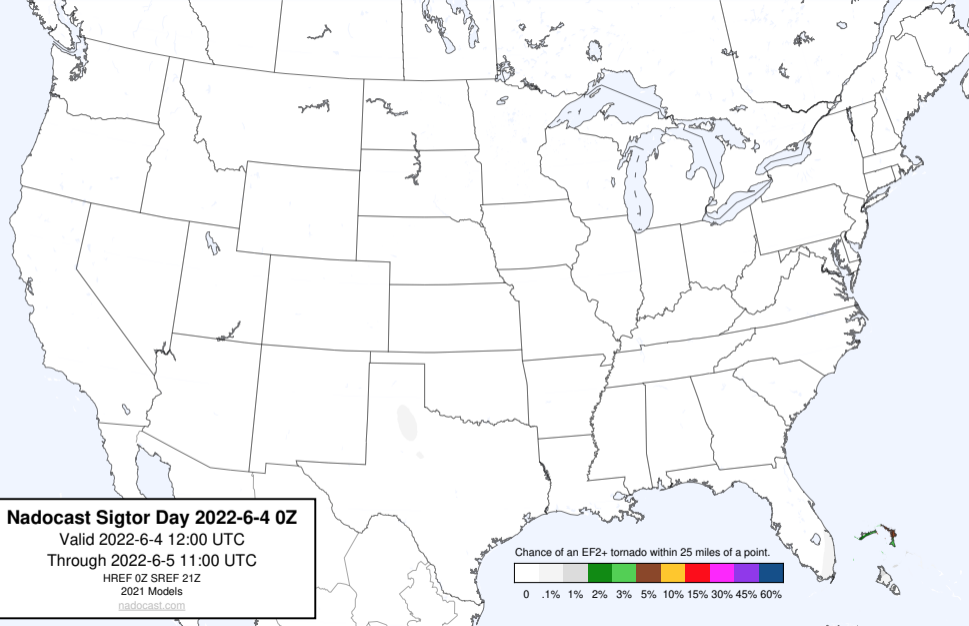 Nadocast Sigtor Day 2022-6-4 0Z
Valid 2022-6-4 12:00 UTC
Through 2022-6-5 11:00 UTC
HREF 0Z SREF 21Z
2021 Models
nadocast.com
Chance of an EF2+ tornado within 25 miles of a point.
0 .1% 1% 2% 3% 5% 10% 15% 30% 45% 60%